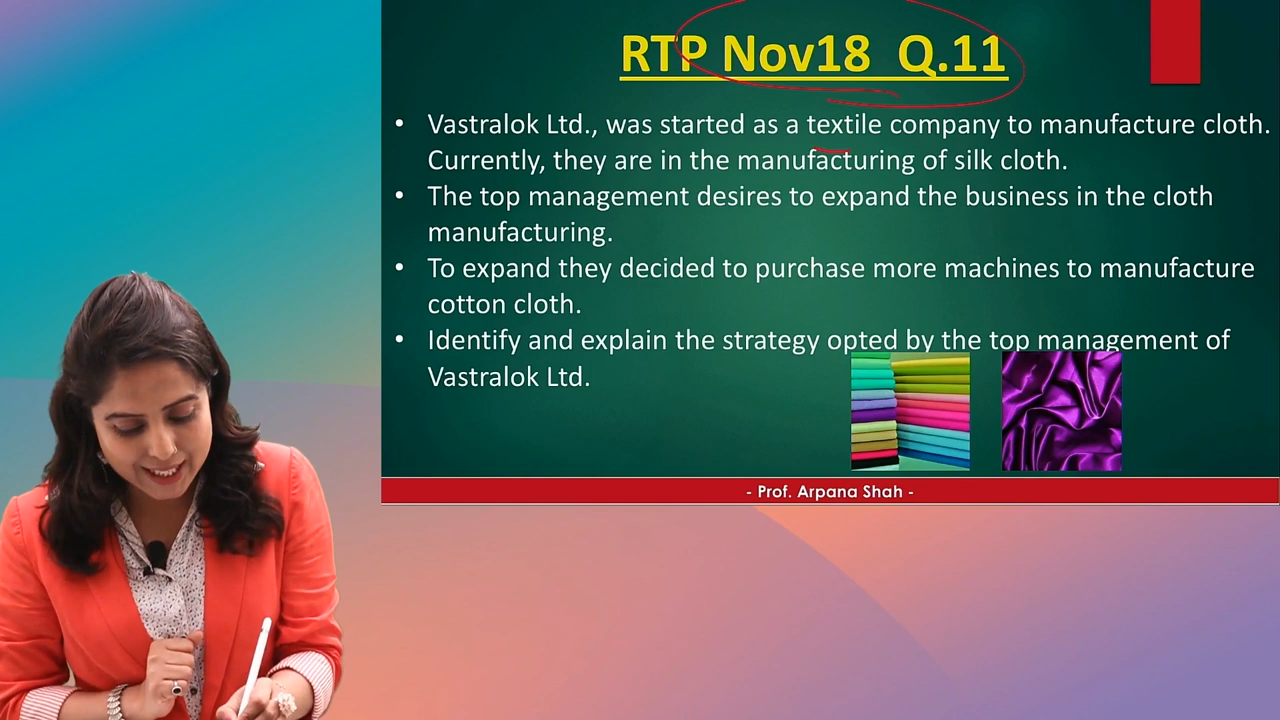 RTP Nov18 Q.11
• Vastralok Ltd., was started as a textile company to manufacture cloth.
Currently, they are in the manufacturing of silk cloth.
• The top management desires to expand the business in the cloth
manufacturing.
• To expand they decided to purchase more machines to manufacture
cotton cloth.
• Identify and explain the strategy opted by the top management of
Vastralok Ltd.
- Prof. Arpana Shah -